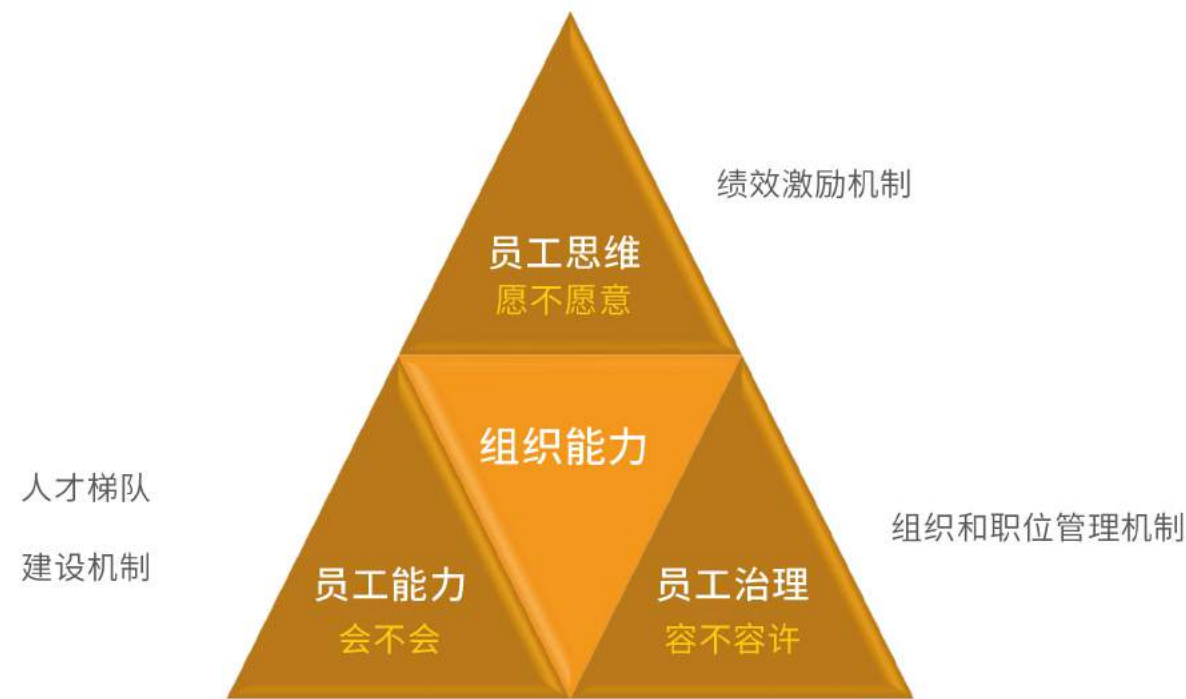 绩效激励机制
员工思维
愿不愿意
组织能力
人才梯队
建设机制
组织和职位管理机制
员工能力
会不会
员工治理
容不容许